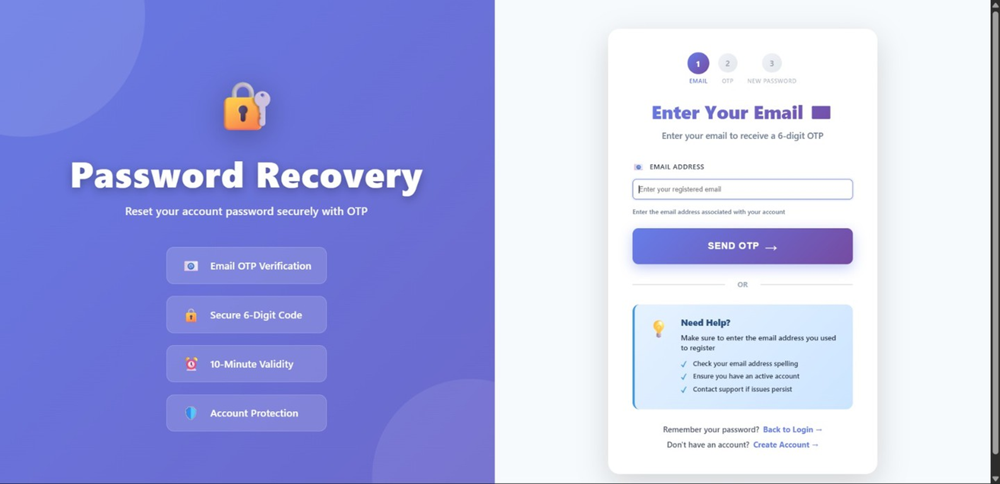 Password Recovery
Reset your account password securely with OTP
Email OTP Verification
Secure 6-Digit Code
10-Minute Validity
Account Protection
1
2
3
EMAIL
OTP
NEW PASSWORD
Enter Your Email
Enter your email to receive a 6-digit OTP
EMAIL ADDRESS
Enter your registered email
Enter the email address associated with your account
SEND OTP →
OR
Need Help?
Make sure to enter the email address you used
to register
✓ Check your email address spelling
✓ Ensure you have an active account
✓ Contact support if issues persist
Remember your password? Back to Login →
Don't have an account? Create Account →